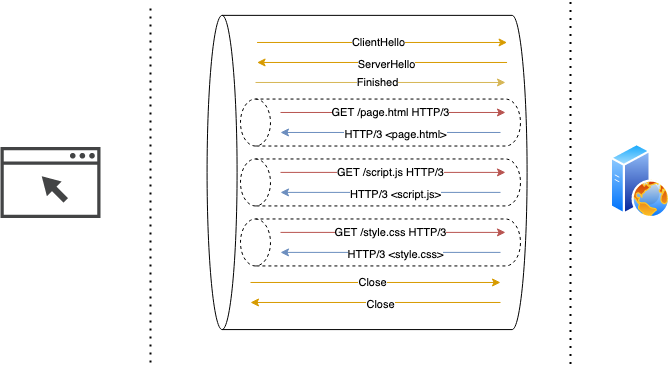 ClientHello
ServerHello
Finished
GET /page.html HTTP/3
HTTP/3 <page.html>
GET /script.js HTTP/3
HTTP/3 <script.js>
GET /style.css HTTP/3
HTTP/3 <style.css>
Close
Close